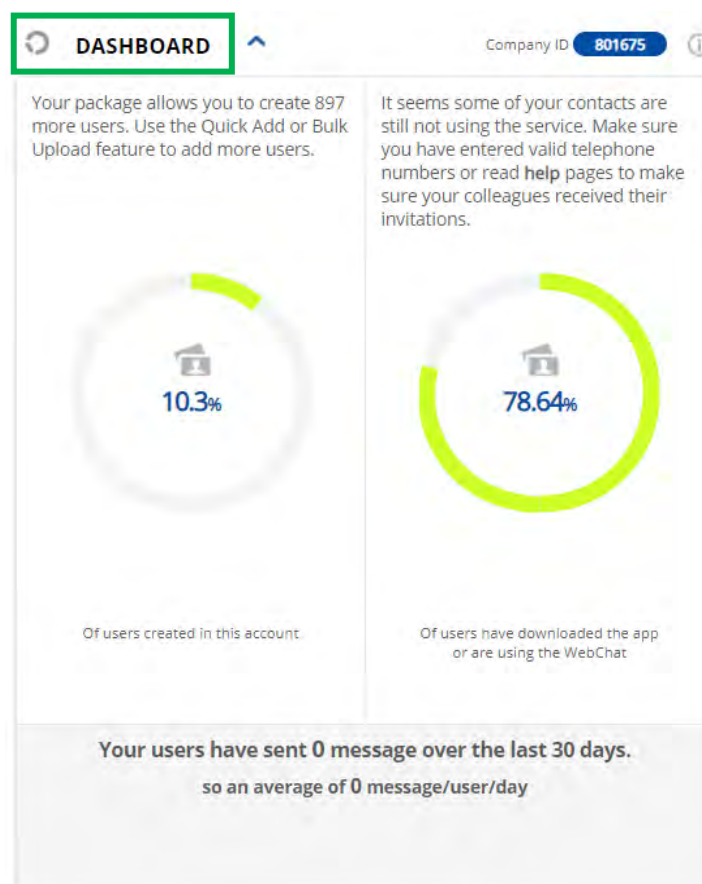 DASHBOARD
Company ID 801675
Your package allows you to create 897
more users. Use the Quick Add or Bulk
Upload feature to add more users.
It seems some of your contacts are
still not using the service. Make sure
you have entered valid telephone
numbers or read help pages to make
sure your colleagues received their
invitations.
10.3%
78.64%
Of users created in this account
Of users have downloaded the app
or are using the WebChat
Your users have sent 0 message over the last 30 days.
so an average of 0 message/user/day